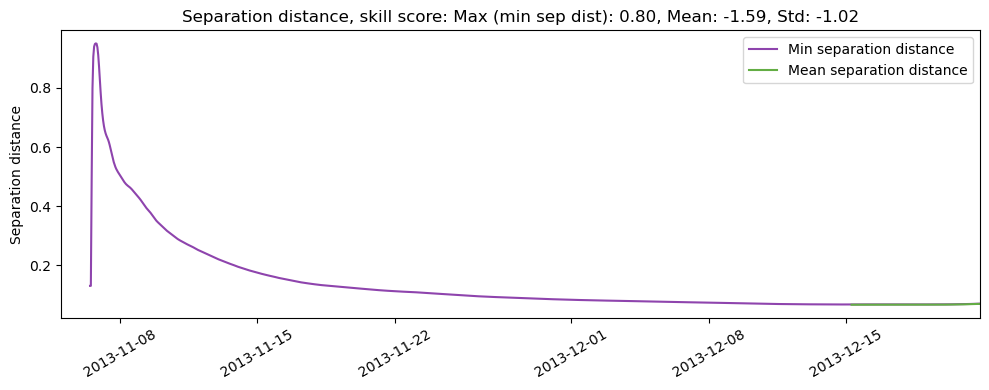 Separation distance, skill score: Max (min sep dist): 0.80, Mean: -1.59, Std: -1.02
Min separation distance
Mean separation distance
Separation distance
0.8
0.6
0.4
0.2
2013-11-08
2013-11-15
2013-11-22
2013-12-01
2013-12-08
2013-12-15